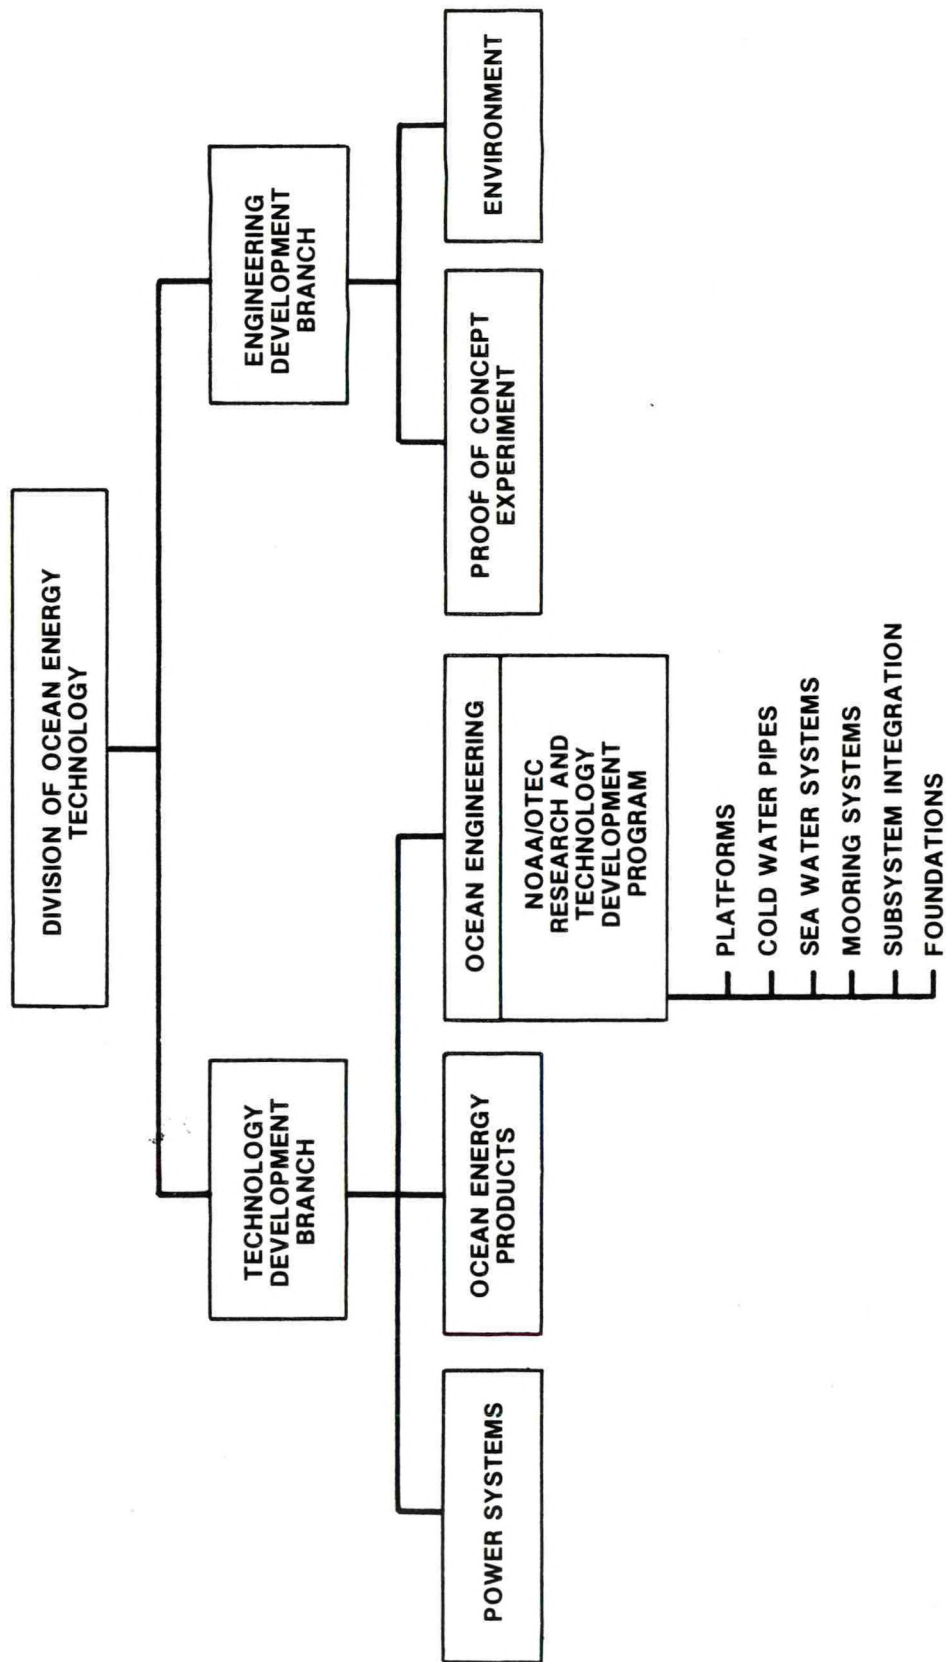 DIVISION OF OCEAN ENERGY
TECHNOLOGY
TECHNOLOGY
DEVELOPMENT
BRANCH
ENGINEERING
DEVELOPMENT
BRANCH
POWER SYSTEMS
OCEAN ENERGY
PRODUCTS
OCEAN ENGINEERING
NOAA/OTEC
RESEARCH AND
TECHNOLOGY
DEVELOPMENT
PROGRAM
PLATFORMS
COLD WATER PIPES
SEA WATER SYSTEMS
MOORING SYSTEMS
SUBSYSTEM INTEGRATION
FOUNDATIONS
PROOF OF CONCEPT
EXPERIMENT
ENVIRONMENT